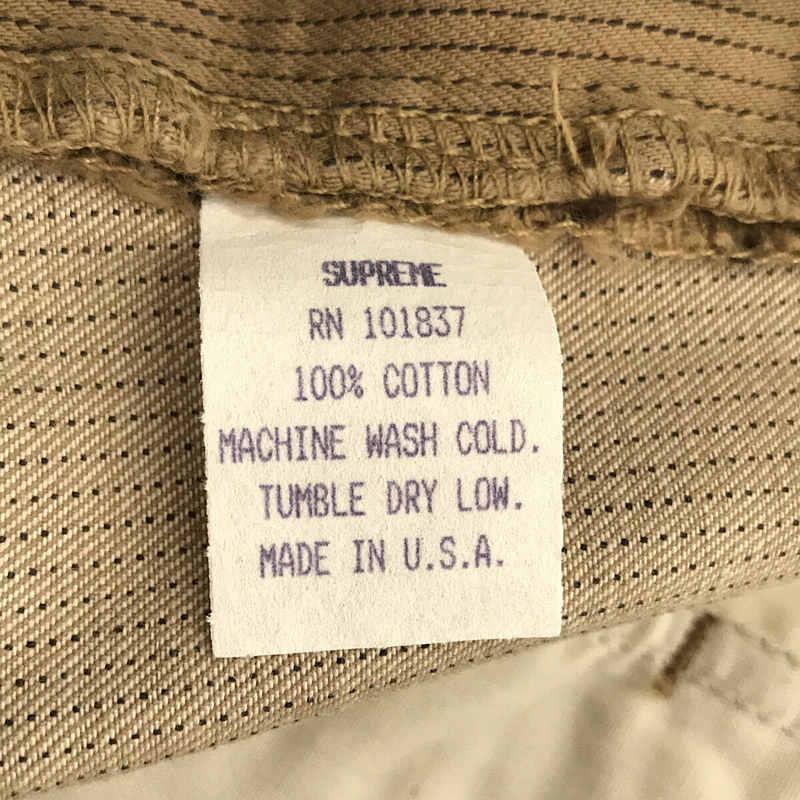 SUPREME
RN 101837
100% COTTON
MACHINE WASH COLD.
TUMBLE DRY LOW.
MADE IN U.S.A.